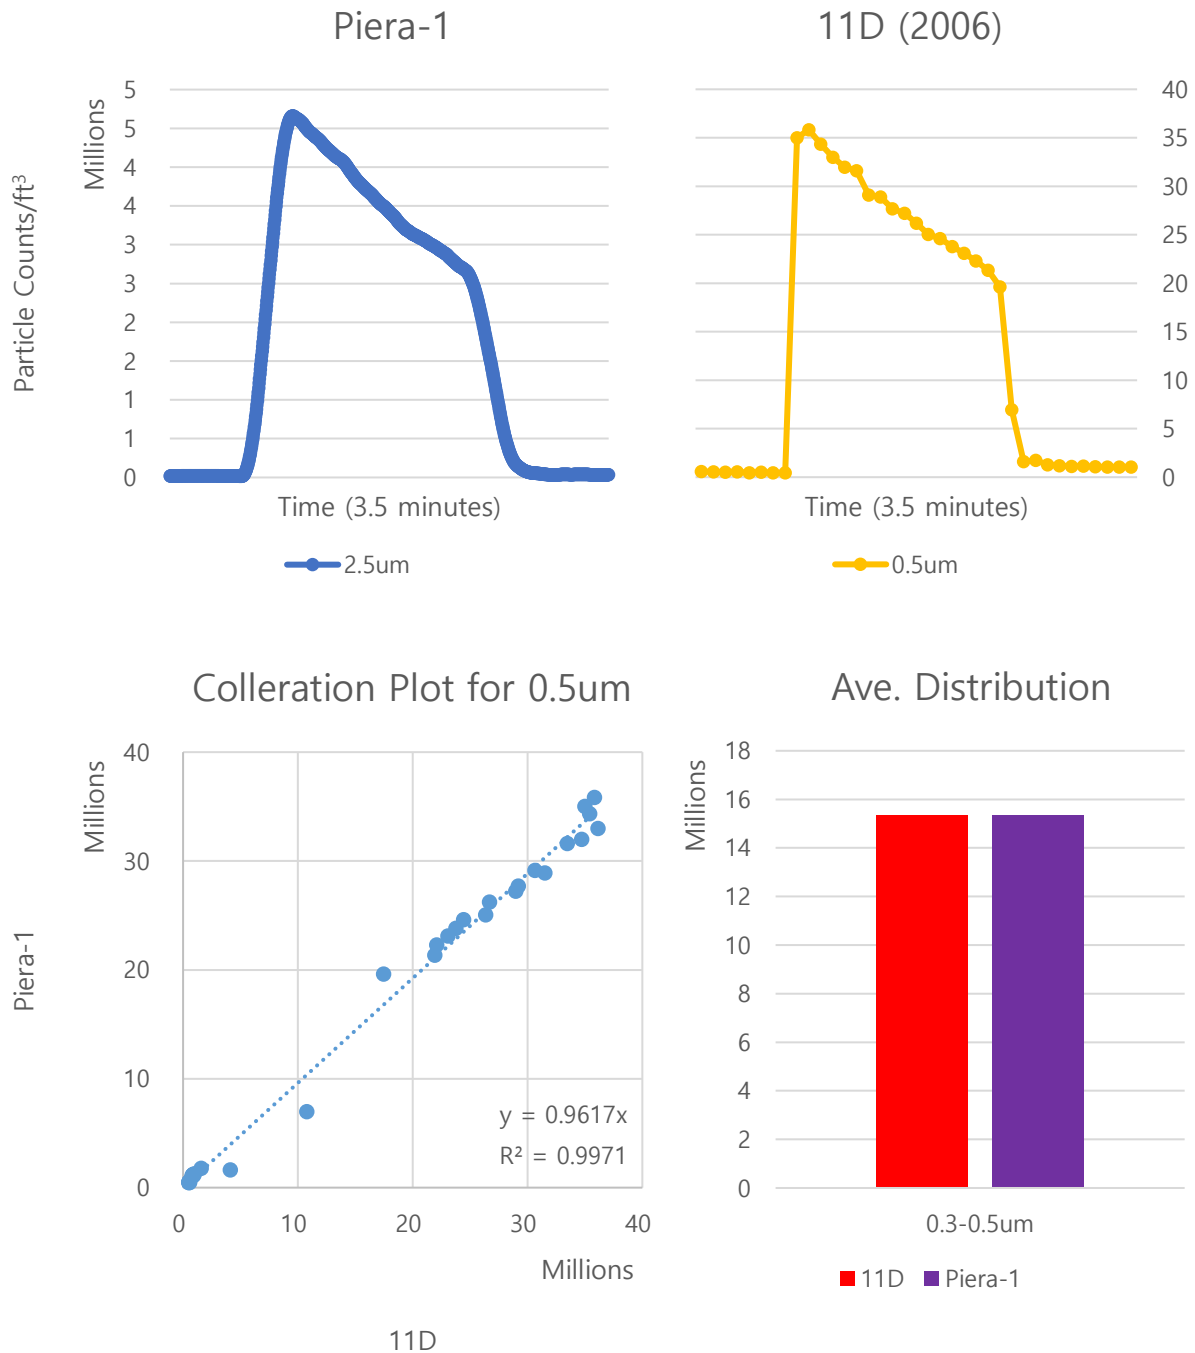 Piera-1
11D (2006)
Particle Counts/ft³
Millions
5
5
4
4
3
3
2
2
1
1
0
Time (3.5 minutes)
2.5um
40
35
30
25
20
15
10
5
0
Time (3.5 minutes)
0.5um
Colleration Plot for 0.5um
Piera-1
Millions
40
30
20
10
0
y = 0.9617x
R² = 0.9971
0 10 20 30 40
Millions
11D
Ave. Distribution
Millions
18
16
14
12
10
8
6
4
2
0
0.3-0.5um
11D Piera-1